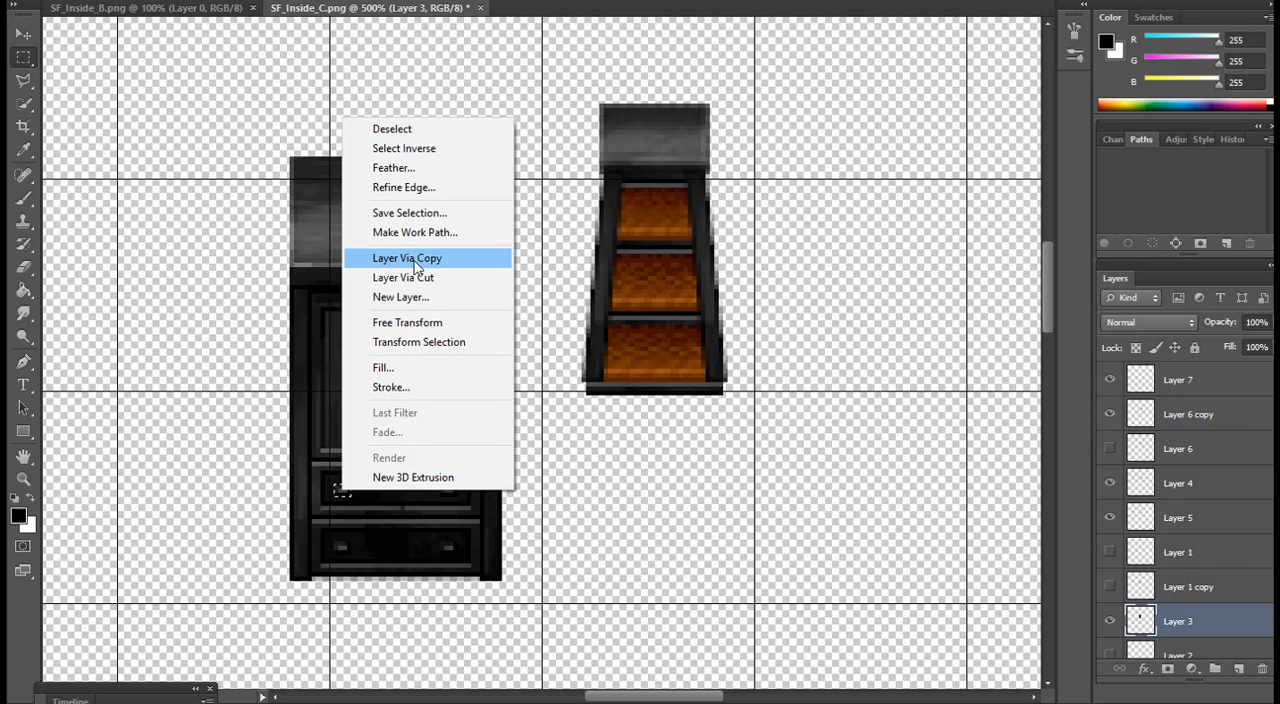 SF_Inside_B.png @ 100% (Layer 0, RGB/8) ×
SF_Inside_C.png @ 500% (Layer 3, RGB/8) * ×
Deselect
Select Inverse
Feather...
Refine Edge...
Save Selection...
Make Work Path...
Layer Via Copy
Layer Via Cut
New Layer...
Free Transform
Transform Selection
Fill...
Stroke...
Last Filter
Fade...
Render
New 3D Extrusion
Timeline
Color Swatches
R 255
G 255
B 255
Chan Paths Adju Style Histo
Layers
Kind
Normal Opacity: 100%
Lock: Fill: 100%
Layer 7
Layer 6 copy
Layer 6
Layer 4
Layer 5
Layer 1
Layer 1 copy
Layer 3
Layer 2